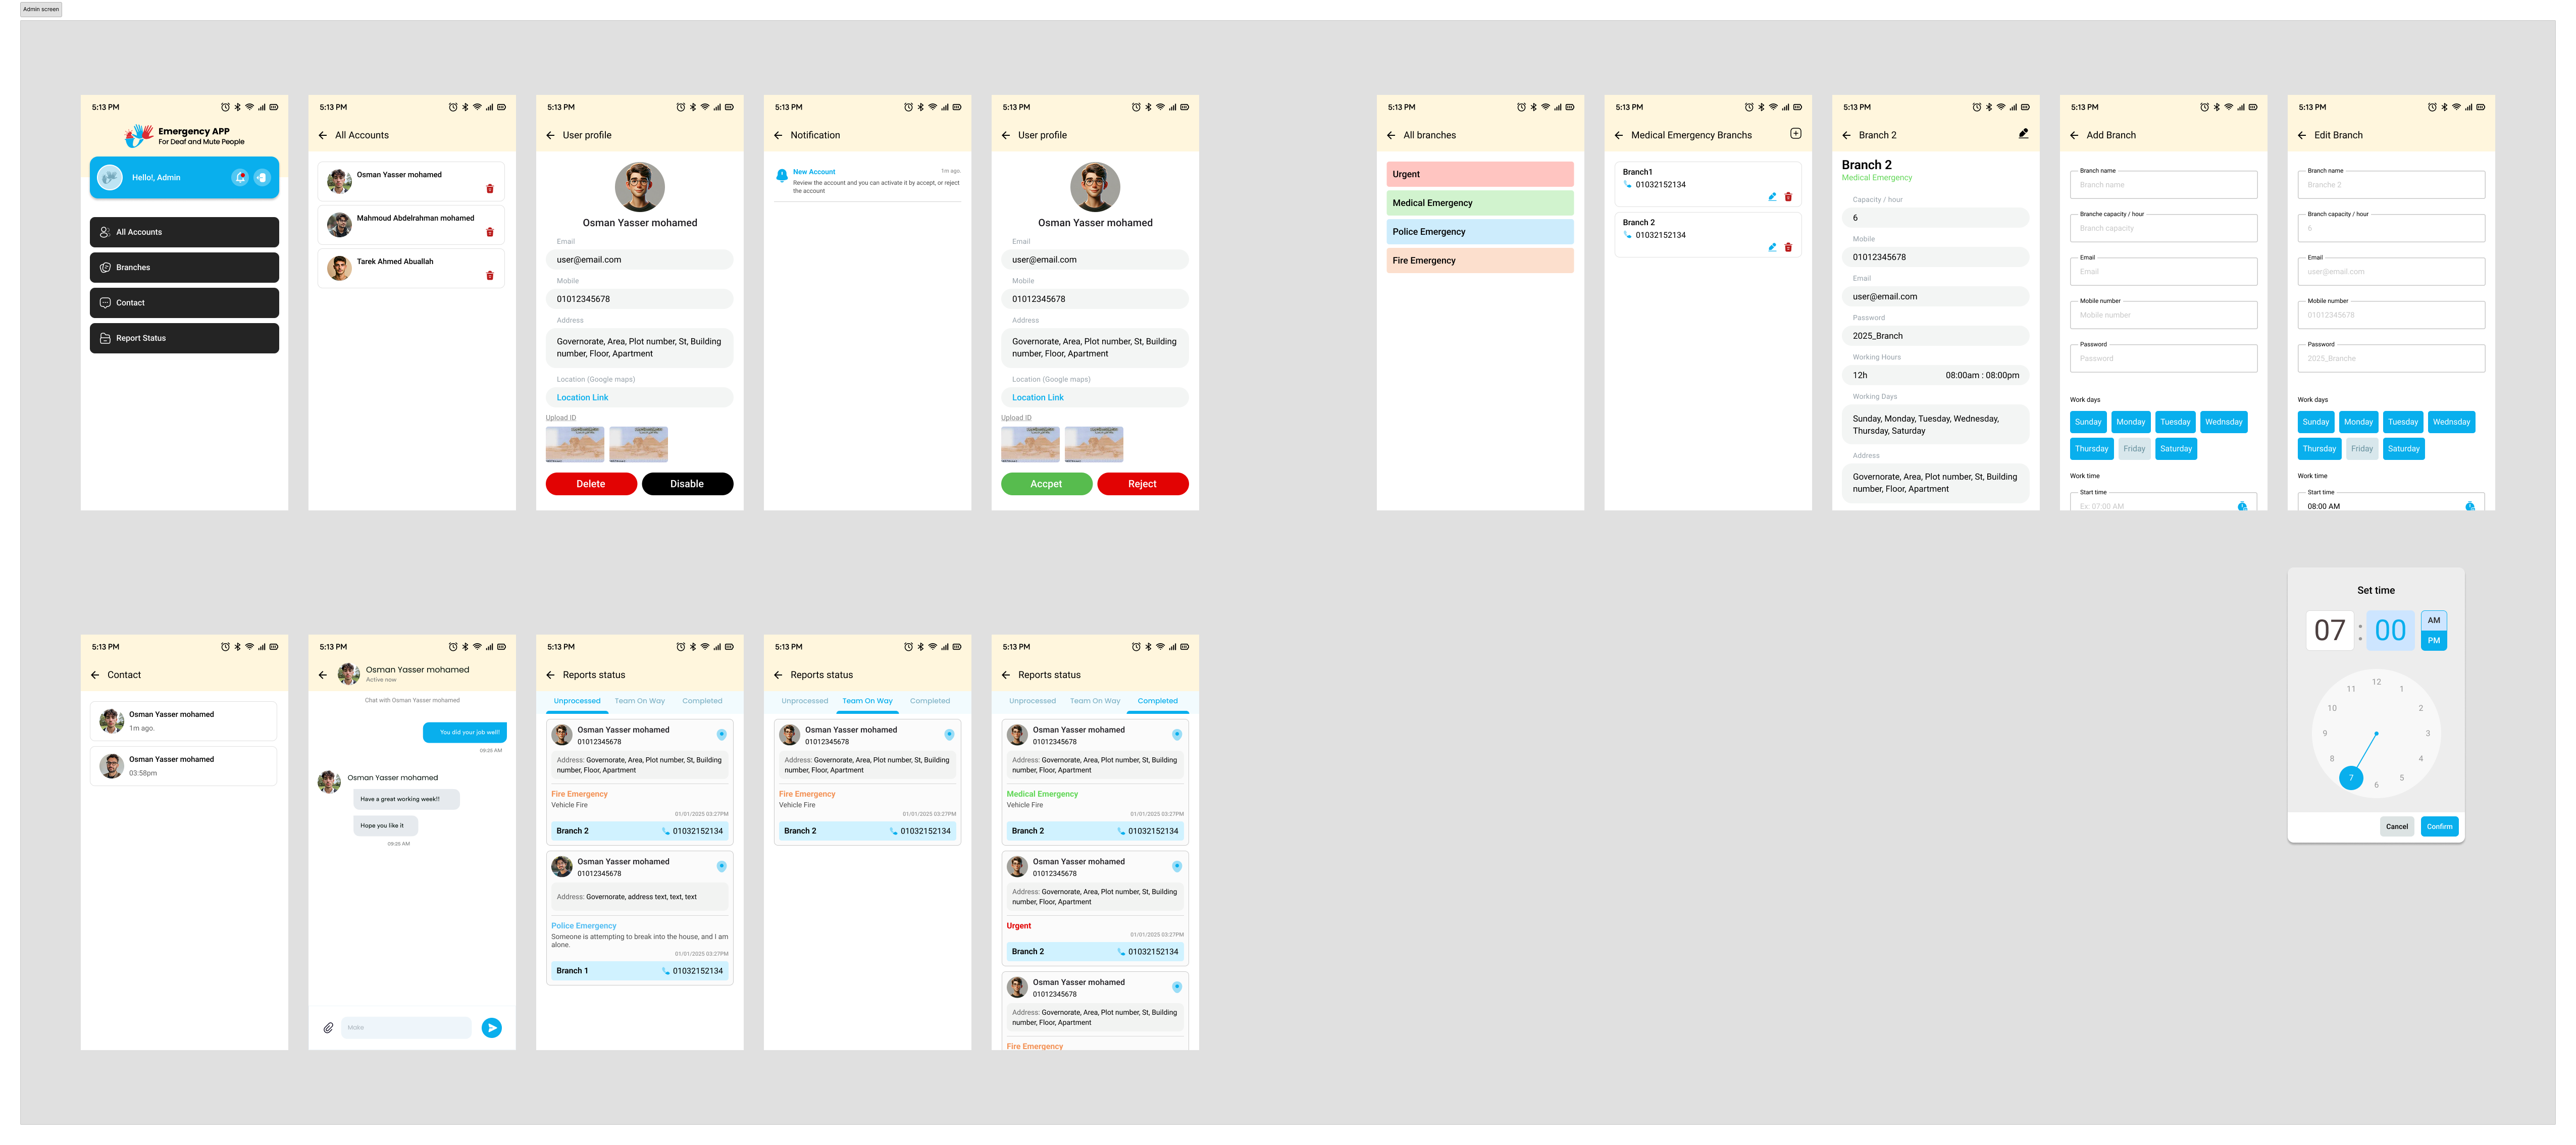 Admin screen
5:13 PM
Emergency APP
For Deaf and Mute People
Hello!, Admin
All Accounts
Branches
Contact
Report Status
5:13 PM
All Accounts
Osman Yasser mohamed
Mahmoud Abdelrahman mohamed
Tarek Ahmed Abuallah
5:13 PM
User profile
Osman Yasser mohamed
Email
user@email.com
Mobile
01012345678
Address
Governorate, Area, Plot number, St, Building
number, Floor, Apartment
Location (Google maps)
Location Link
Upload ID
Delete Disable
5:13 PM
Notification
New Account 1m ago.
Review the account and you can activate it by accept, or reject
the account
5:13 PM
User profile
Osman Yasser mohamed
Email
user@email.com
Mobile
01012345678
Address
Governorate, Area, Plot number, St, Building
number, Floor, Apartment
Location (Google maps)
Location Link
Upload ID
Accpet Reject
5:13 PM
All branches
Urgent
Medical Emergency
Police Emergency
Fire Emergency
5:13 PM
Medical Emergency Branchs
Branch1
01032152134
Branch 2
01032152134
5:13 PM
Branch 2
Branch 2
Medical Emergency
Capacity / hour
6
Mobile
01012345678
Email
user@email.com
Password
2025_Branch
Working Hours
12h 08:00am : 08:00pm
Working Days
Sunday, Monday, Tuesday, Wednesday,
Thursday, Saturday
Address
Governorate, Area, Plot number, St, Building
number, Floor, Apartment
5:13 PM
Add Branch
Branch name
Branch name
Branche capacity / hour
Branch capacity
Email
Email
Mobile number
Mobile number
Password
Password
Work days
Sunday Monday Tuesday Wednsday
Thursday Friday Saturday
Work time
Start time
Ex: 07:00 AM
5:13 PM
Edit Branch
Branch name
Branche 2
Branch capacity / hour
6
Email
user@email.com
Mobile number
01012345678
Password
2025_Branche
Work days
Sunday Monday Tuesday Wednsday
Thursday Friday Saturday
Work time
Start time
08:00 AM
Set time
07 : 00 AM
PM
12
11 1
10 2
9 3
8 4
7 5
6
Cancel Confirm
5:13 PM
Contact
Osman Yasser mohamed
1m ago.
Osman Yasser mohamed
03:58pm
5:13 PM
Osman Yasser mohamed
Active now
Chat with Osman Yasser mohamed
You did your job well!
09:25 AM
Osman Yasser mohamed
Have a great working week!!
Hope you like it
09:25 AM
5:13 PM
Reports status
Unprocessed Team On Way Completed
Osman Yasser mohamed
01012345678
Address: Governorate, Area, Plot number, St, Building
number, Floor, Apartment
Fire Emergency
Vehicle Fire
01/01/2025 03:27PM
Branch 2 01032152134
Osman Yasser mohamed
01012345678
Address: Governorate, address text, text, text
Police Emergency
Someone is attempting to break into the house, and I am
alone.
01/01/2025 03:27PM
Branch 1 01032152134
5:13 PM
Reports status
Unprocessed Team On Way Completed
Osman Yasser mohamed
01012345678
Address: Governorate, Area, Plot number, St, Building
number, Floor, Apartment
Fire Emergency
Vehicle Fire
01/01/2025 03:27PM
Branch 2 01032152134
5:13 PM
Reports status
Unprocessed Team On Way Completed
Osman Yasser mohamed
01012345678
Address: Governorate, Area, Plot number, St, Building
number, Floor, Apartment
Medical Emergency
Vehicle Fire
01/01/2025 03:27PM
Branch 2 01032152134
Osman Yasser mohamed
01012345678
Address: Governorate, Area, Plot number, St, Building
number, Floor, Apartment
Urgent
01/01/2025 03:27PM
Branch 2 01032152134
Osman Yasser mohamed
01012345678
Address: Governorate, Area, Plot number, St, Building
number, Floor, Apartment
Fire Emergency